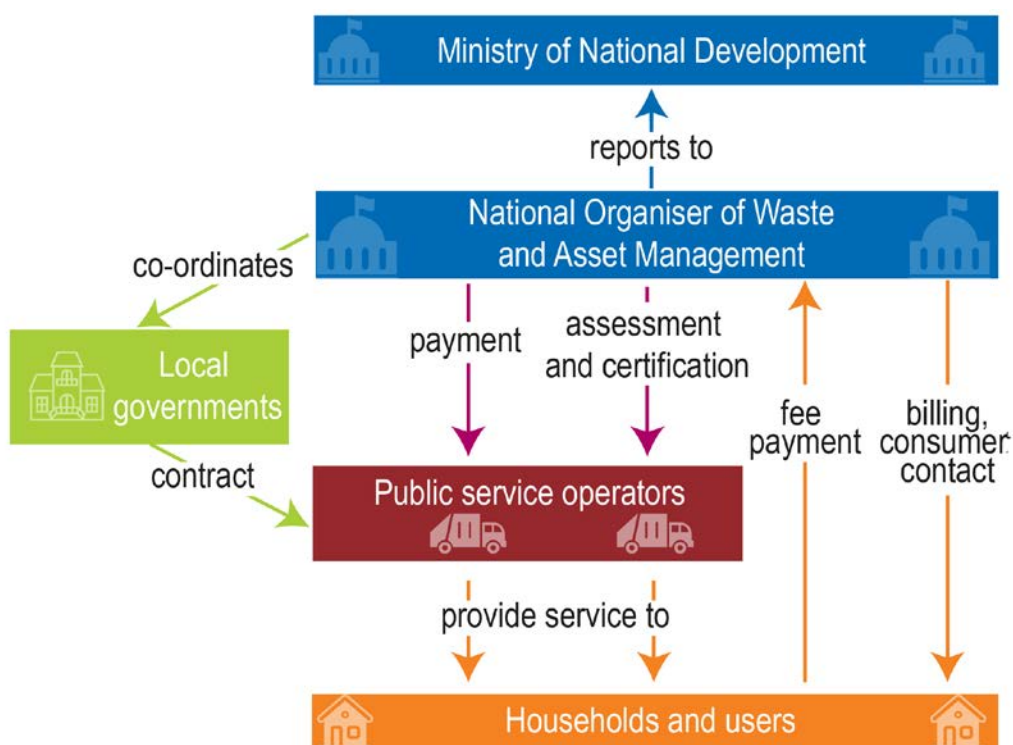 Ministry of National Development
reports to
National Organiser of Waste
and Asset Management
co-ordinates
payment
assessment
and certification
Local
governments
fee
payment
billing,
consumer
contact
contract
Public service operators
provide service to
Households and users